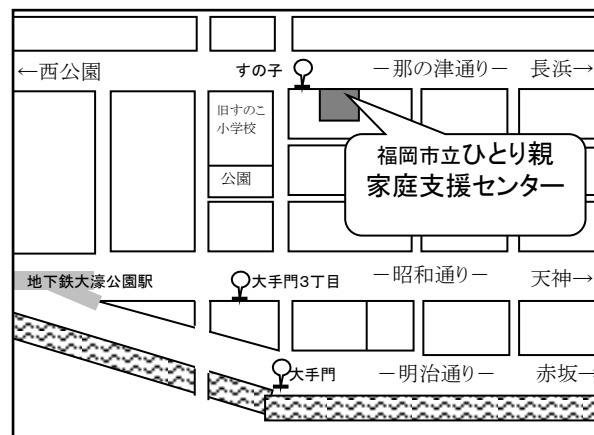 ←西公園
すの子
－那の津通り－
長浜→
旧すのこ
小学校
公園
福岡市立ひとり親
家庭支援センター
地下鉄大濠公園駅
大手門3丁目
－昭和通り－
天神→
大手門
－明治通り－
赤坂→